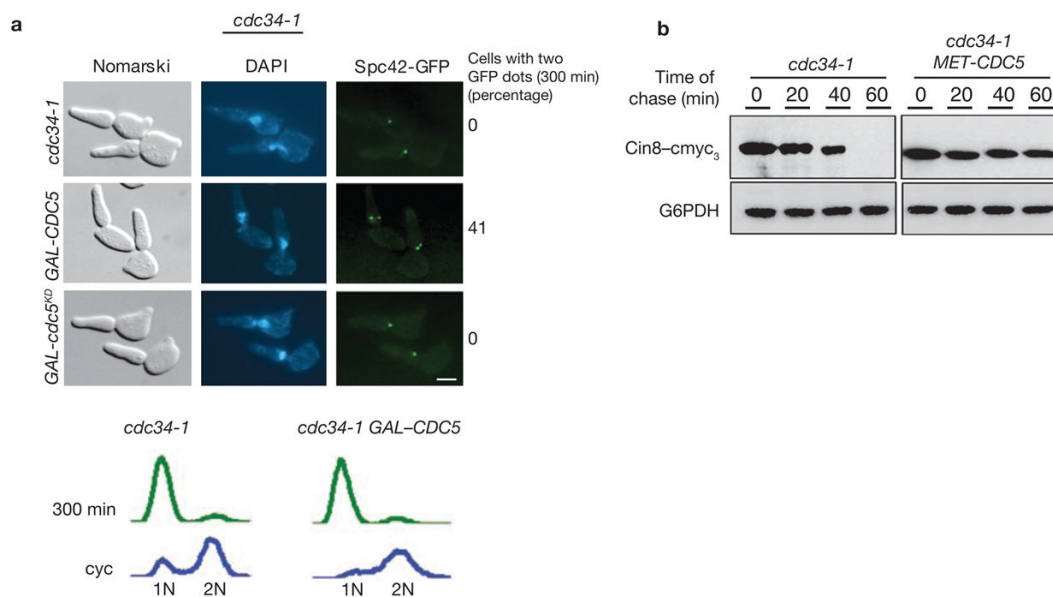 a
cdc34-1
Nomarski
DAPI
Spc42-GFP
Cells with two
GFP dots (300 min)
(percentage)
cdc34-1
0
GAL-CDC5
41
GAL-cdc5KD
0
cdc34-1
cdc34-1 GAL–CDC5
300 min
cyc
1N 2N
1N 2N
b
Time of
chase (min)
cdc34-1
cdc34-1
MET-CDC5
0 20 40 60
0 20 40 60
Cin8–cmyc3
G6PDH